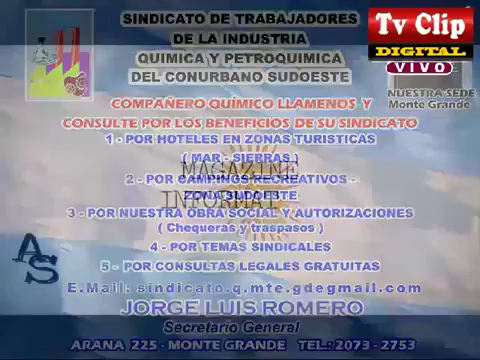 SINDICATO DE TRABAJADORES
DE LA INDUSTRIA
QUIMICA Y PETROQUIMICA
DEL CONURBANO SUDOESTE
Tv Clip
DIGITAL
VIVO
NUESTRA SEDE
Monte Grande
COMPAÑERO QUÍMICO LLAMENOS Y
CONSULTE POR LOS BENEFICIOS DE SU SINDICATO
1 - POR HOTELES EN ZONAS TURISTICAS
( MAR - SIERRAS )
MAGAZINE
2 - POR CAMPINGS RECREATIVOS -
ZONA SUDOESTE
3 - POR NUESTRA OBRA SOCIAL Y AUTORIZACIONES
( Chequeras y traspasos )
4 - POR TEMAS SINDICALES
AS
5 - POR CONSULTAS LEGALES GRATUITAS
E.Mail: sindicato.q.mte.gdegmail.com
JORGE LUIS ROMERO
Secretario General
ARANA 225 - MONTE GRANDE TEL.: 2073 - 2753